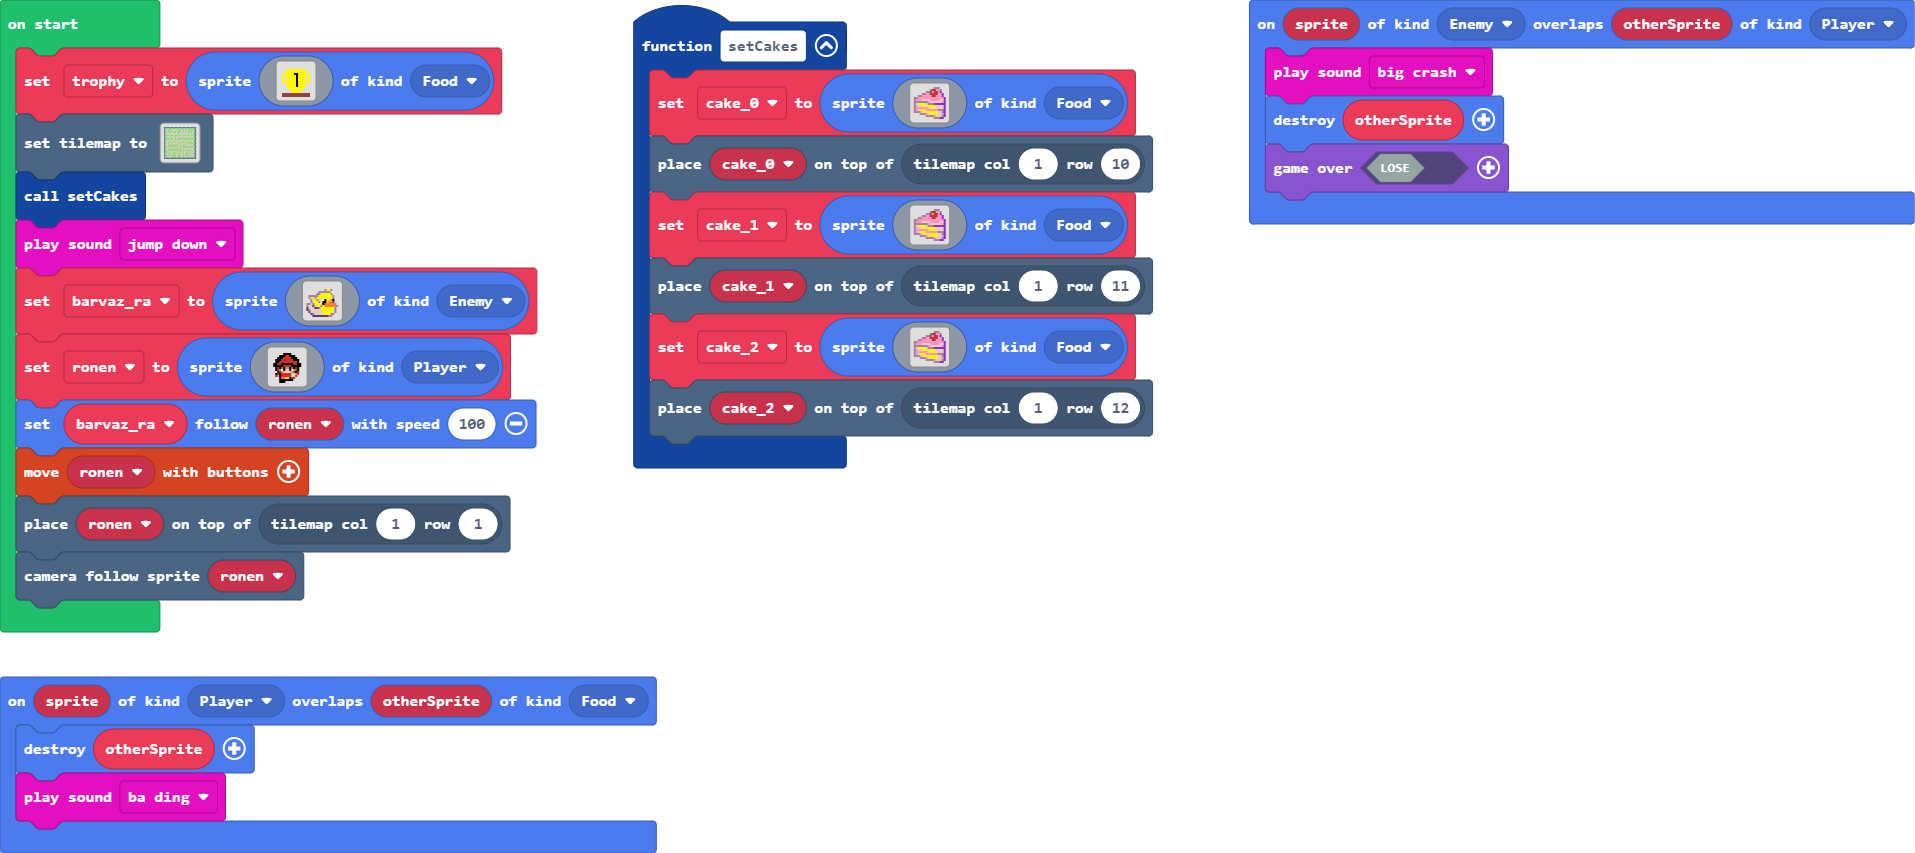 on start
set trophy to sprite 1 of kind Food
set tilemap to
call setCakes
play sound jump down
set barvaz_ra to sprite of kind Enemy
set ronen to sprite of kind Player
set barvaz_ra follow ronen with speed 100
move ronen with buttons
place ronen on top of tilemap col 1 row 1
camera follow sprite ronen
function setCakes
set cake_0 to sprite of kind Food
place cake_0 on top of tilemap col 1 row 10
set cake_1 to sprite of kind Food
place cake_1 on top of tilemap col 1 row 11
set cake_2 to sprite of kind Food
place cake_2 on top of tilemap col 1 row 12
on sprite of kind Enemy overlaps otherSprite of kind Player
play sound big crash
destroy otherSprite
game over LOSE
on sprite of kind Player overlaps otherSprite of kind Food
destroy otherSprite
play sound ba ding